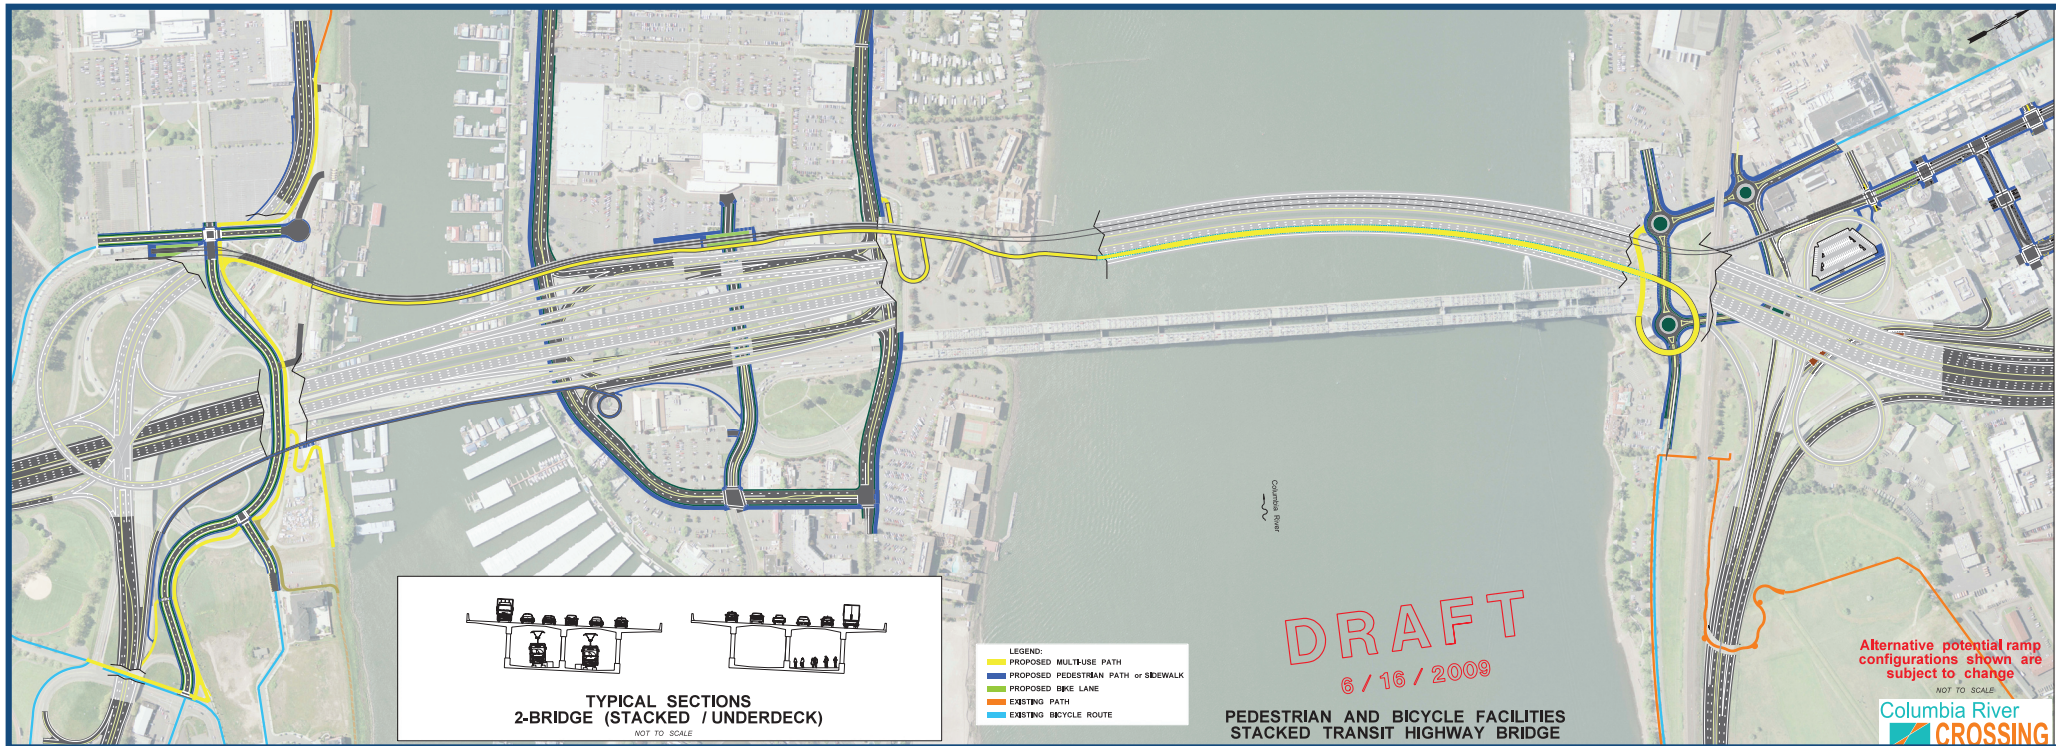 Columbia River
TYPICAL SECTIONS
2-BRIDGE (STACKED / UNDERDECK)
NOT TO SCALE
LEGEND:
PROPOSED MULTI-USE PATH
PROPOSED PEDESTRIAN PATH or SIDEWALK
PROPOSED BIKE LANE
EXISTING PATH
EXISTING BICYCLE ROUTE
DRAFT
6 / 16 / 2009
PEDESTRIAN AND BICYCLE FACILITIES
STACKED TRANSIT HIGHWAY BRIDGE
Alternative potential ramp
configurations shown are
subject to change
NOT TO SCALE
Columbia River
CROSSING